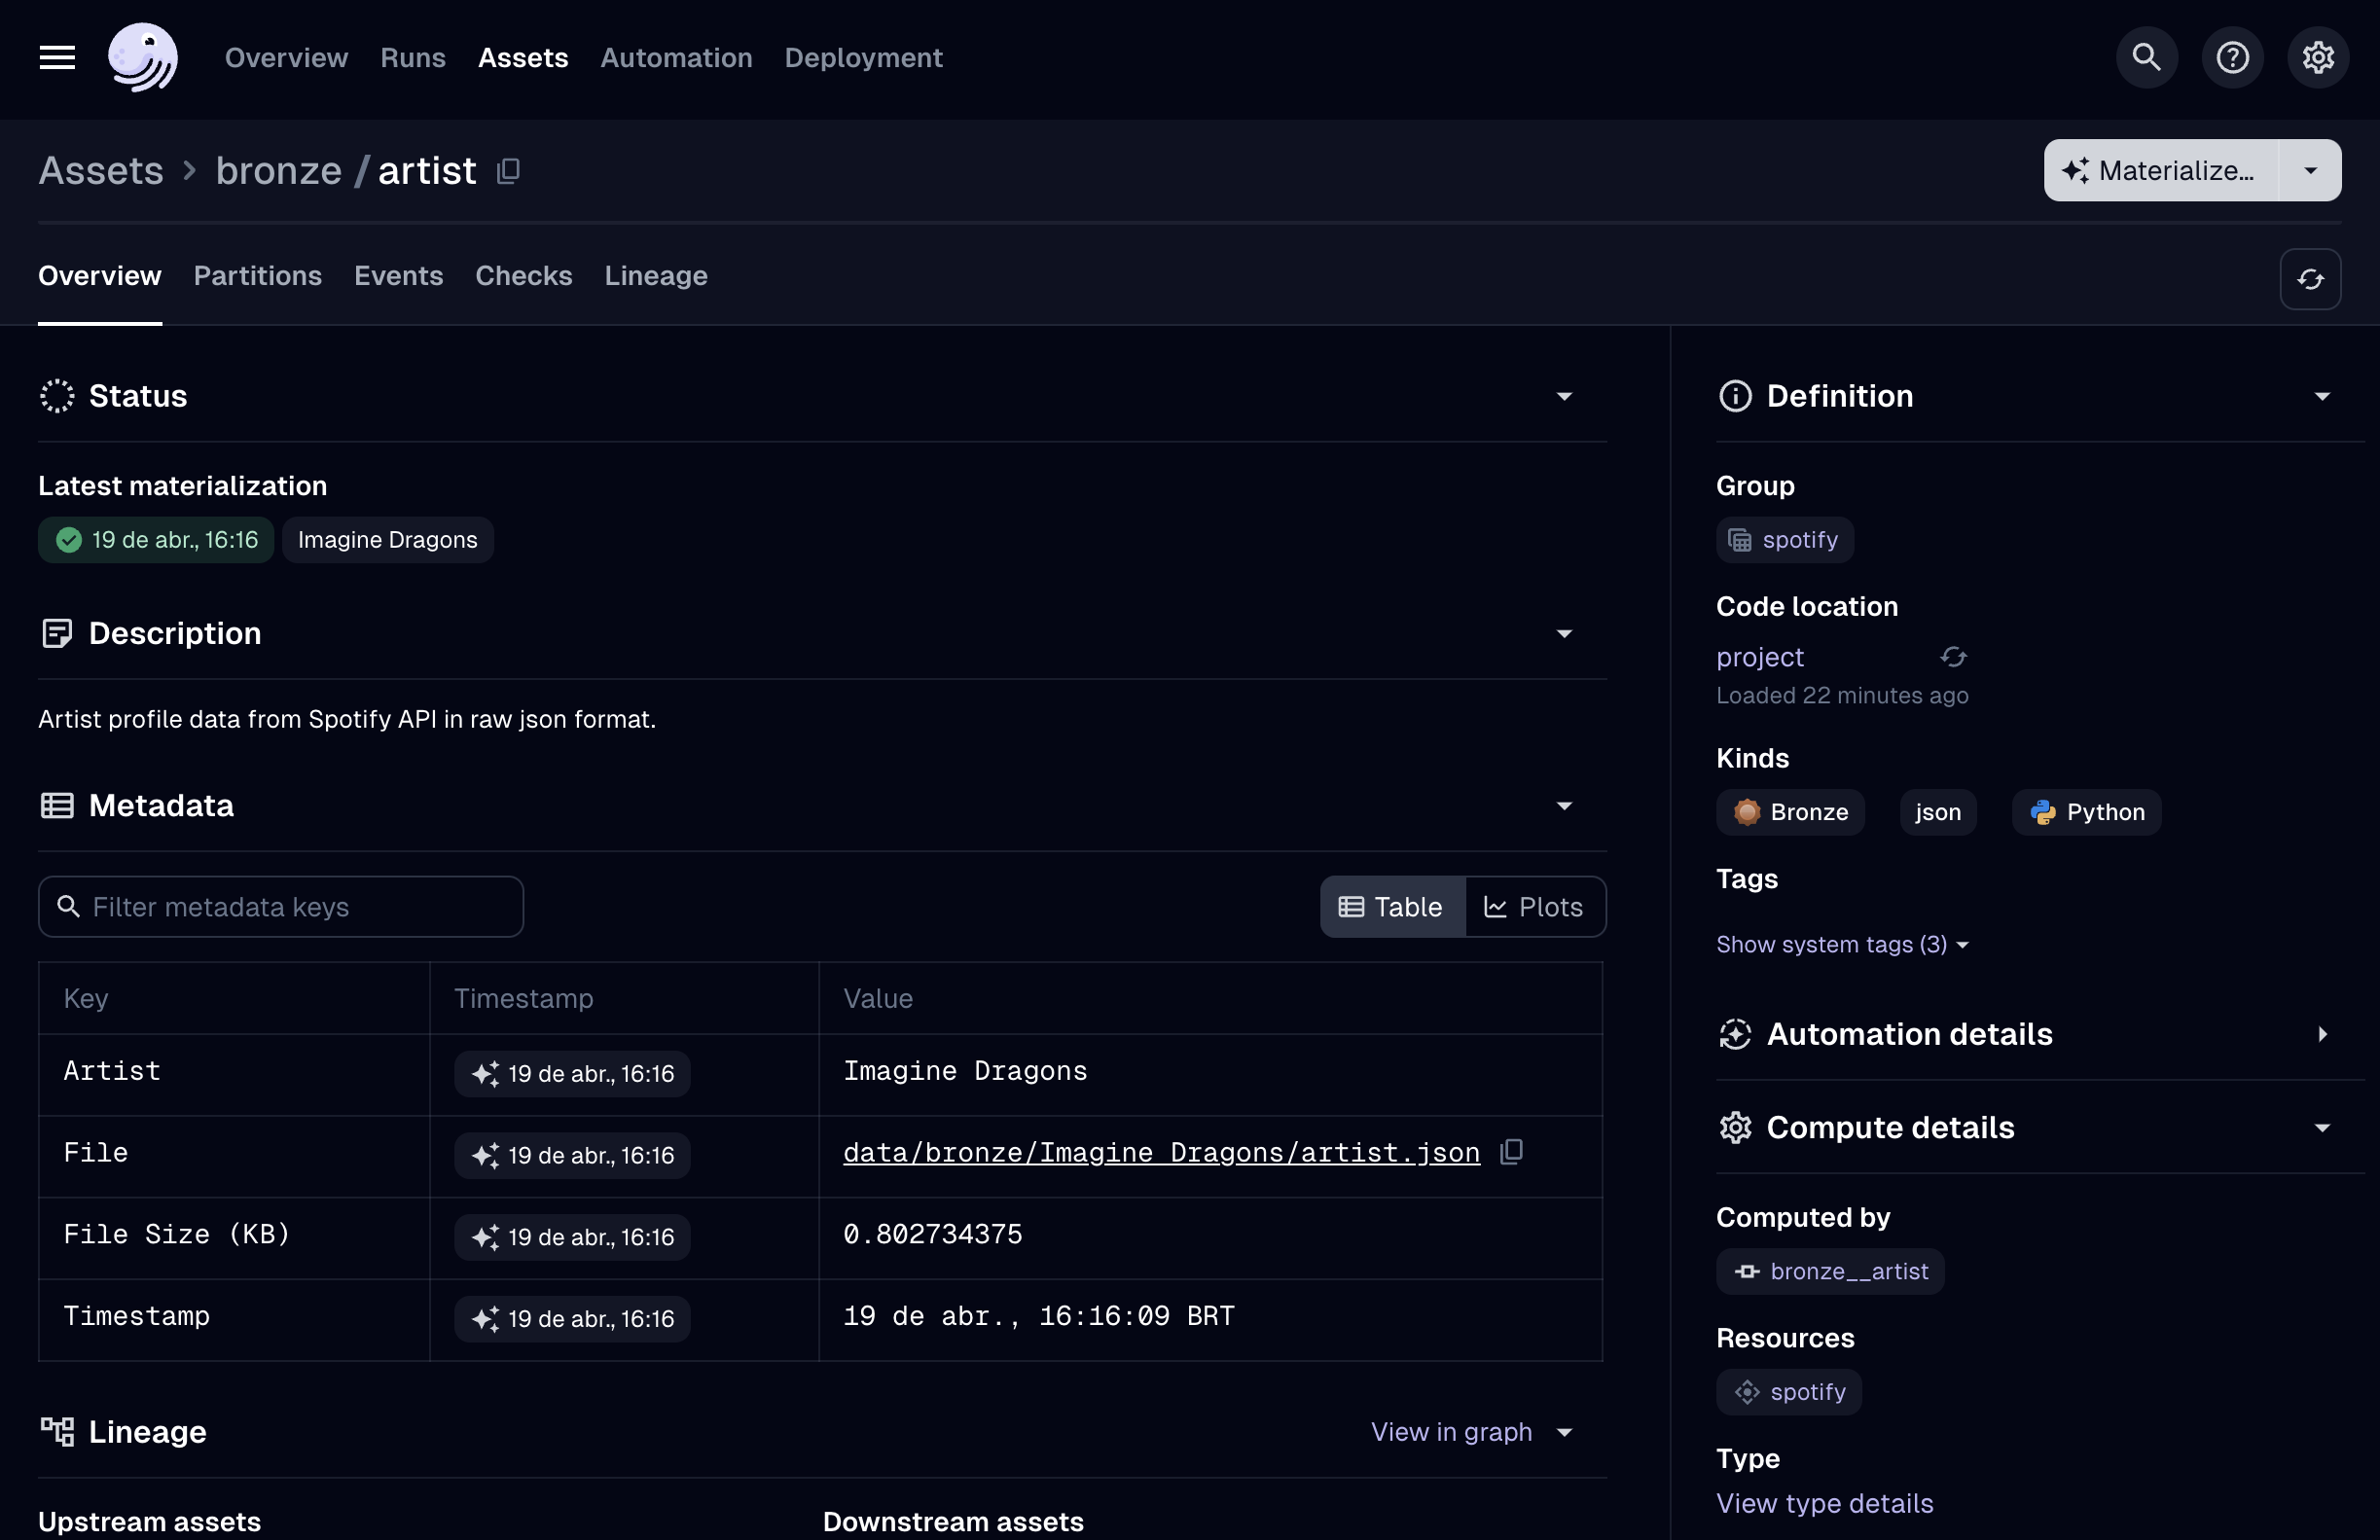 Overview Runs Assets Automation Deployment
Assets > bronze / artist
Materialize...
Overview Partitions Events Checks Lineage
Status
Latest materialization
19 de abr., 16:16 Imagine Dragons
Description
Artist profile data from Spotify API in raw json format.
Metadata
Filter metadata keys
Table Plots
Key Timestamp Value
Artist 19 de abr., 16:16 Imagine Dragons
File 19 de abr., 16:16 data/bronze/Imagine Dragons/artist.json
File Size (KB) 19 de abr., 16:16 0.802734375
Timestamp 19 de abr., 16:16 19 de abr., 16:16:09 BRT
Lineage View in graph
Upstream assets Downstream assets
Definition
Group
spotify
Code location
project
Loaded 22 minutes ago
Kinds
Bronze json Python
Tags
Show system tags (3)
Automation details
Compute details
Computed by
bronze__artist
Resources
spotify
Type
View type details